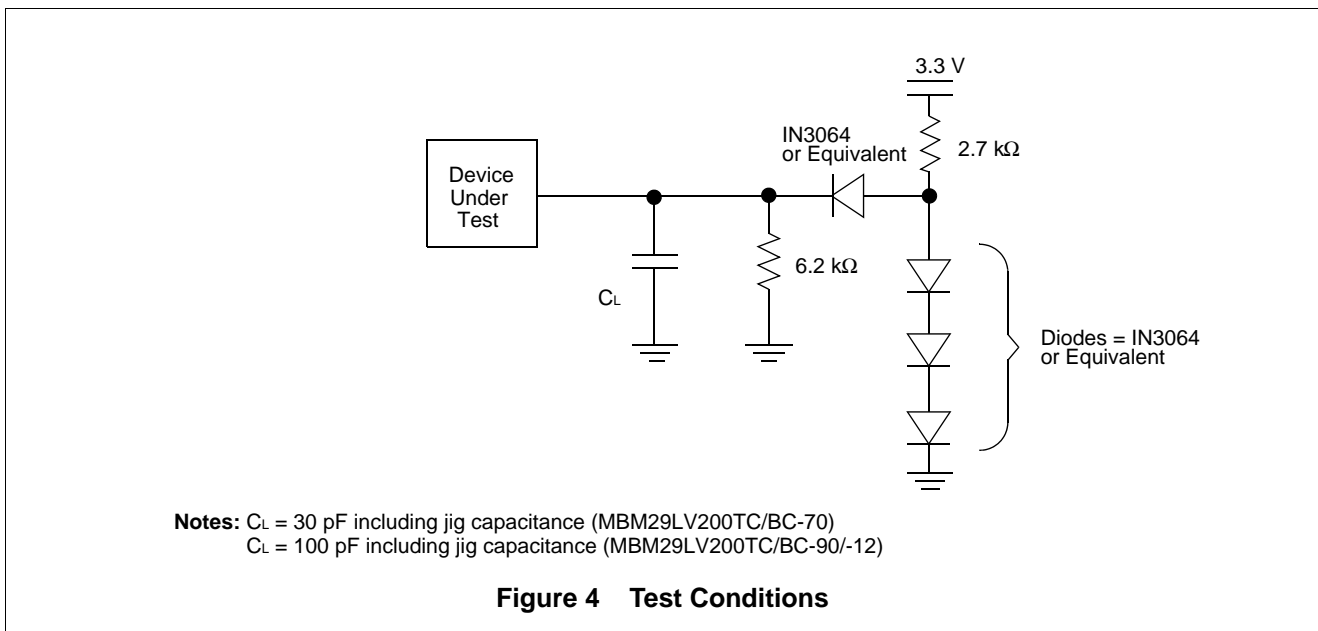 3.3 V
IN3064
or Equivalent
2.7 kΩ
Device
Under
Test
6.2 kΩ
CL
Diodes = IN3064
or Equivalent
Notes: CL = 30 pF including jig capacitance (MBM29LV200TC/BC-70)
CL = 100 pF including jig capacitance (MBM29LV200TC/BC-90/-12)
Figure 4 Test Conditions